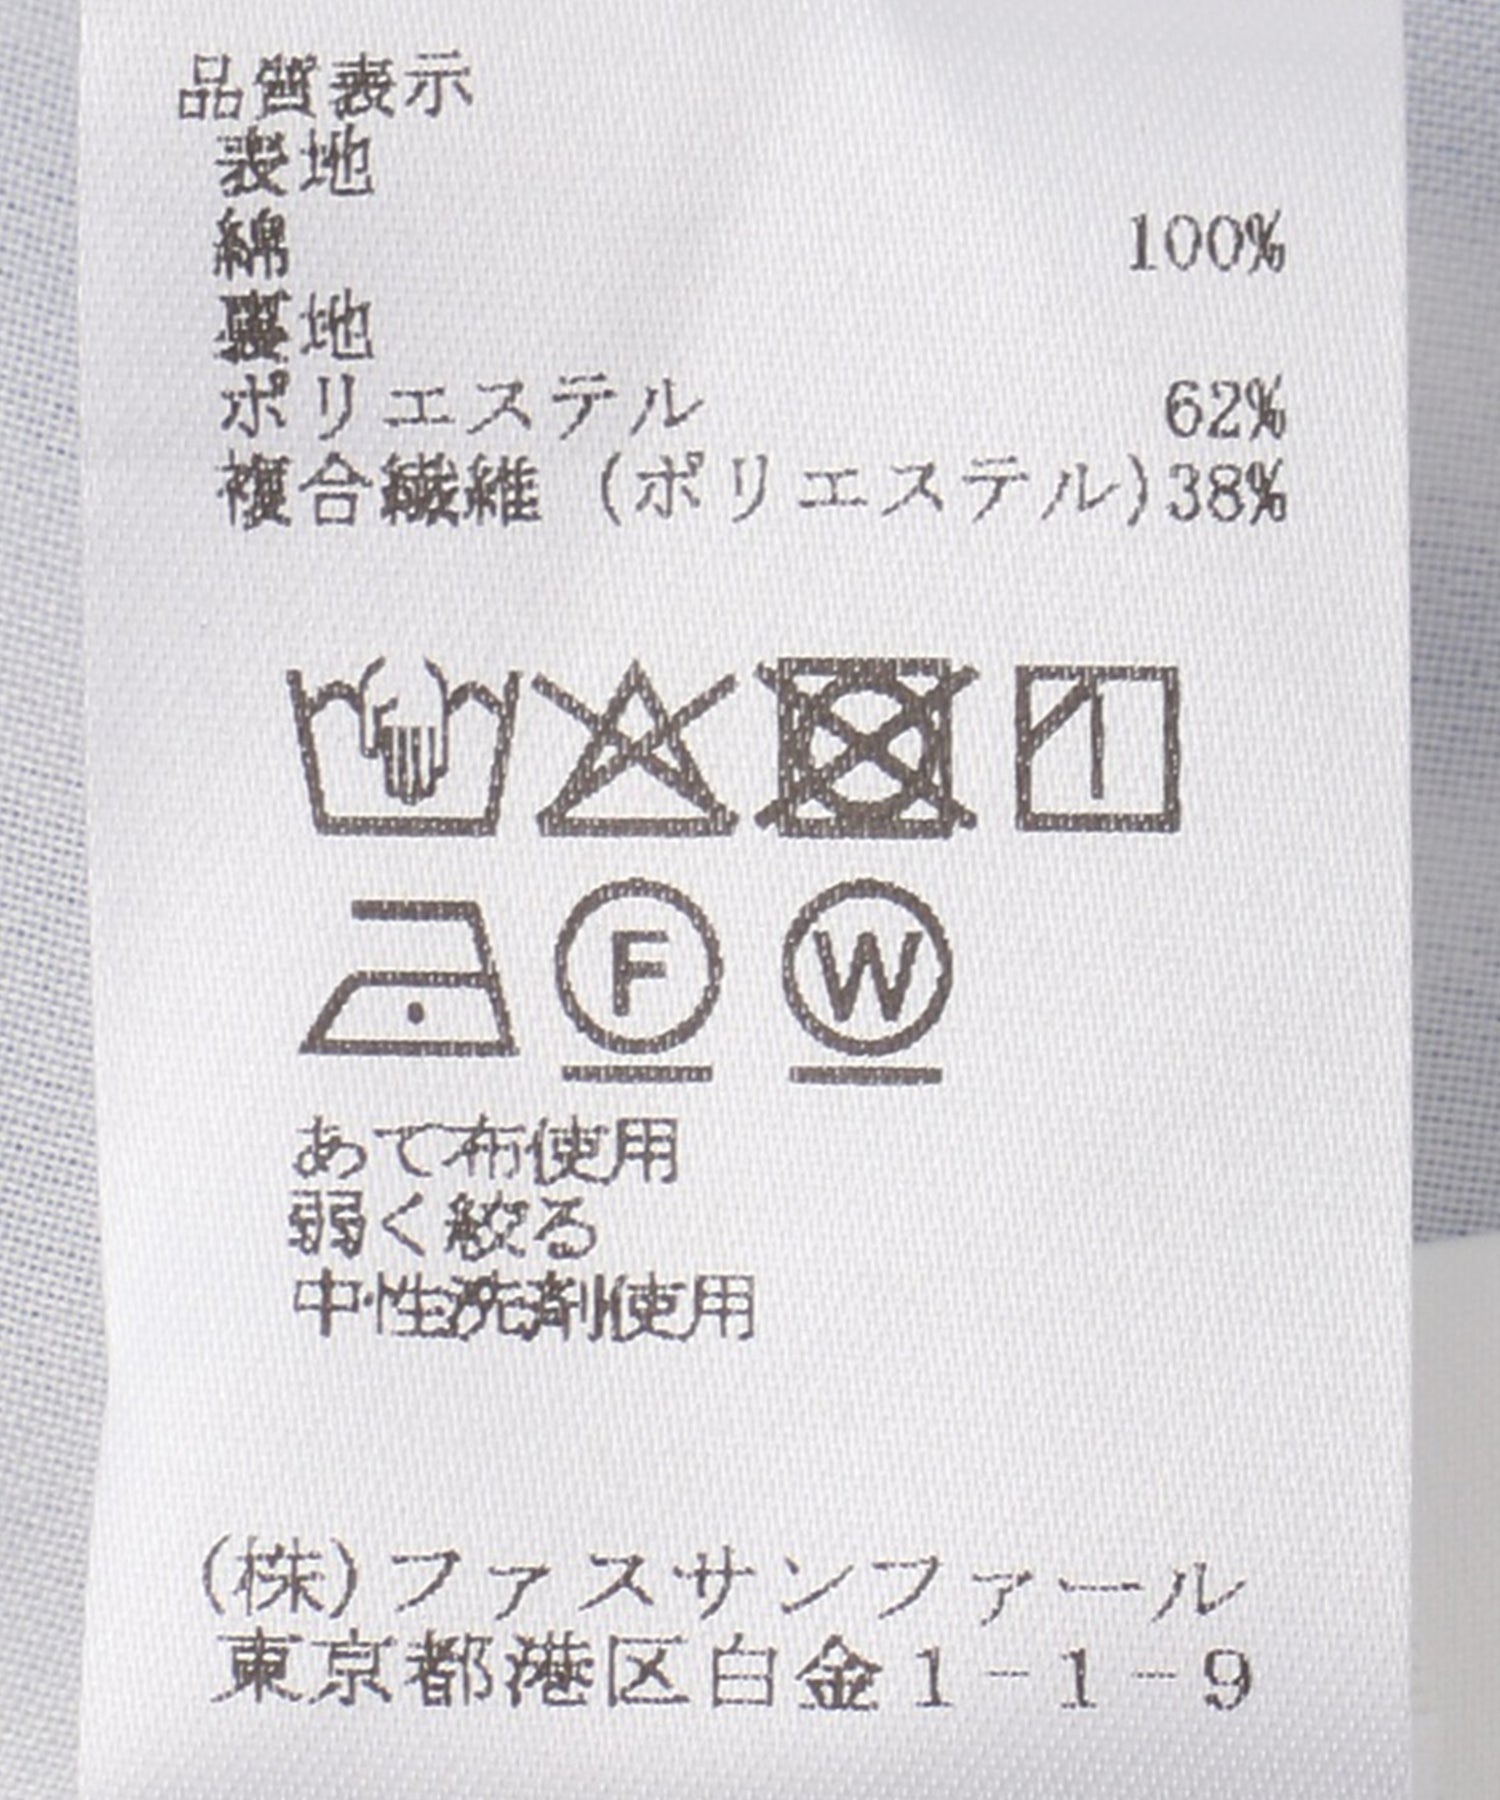 品質表示
表地
綿 100%
裏地
ポリエステル 62%
複合繊維 (ポリエステル)38%
F W
あて布使用
弱く絞る
中性洗剤使用
(株)ファスサンファール
東京都港区白金1-1-9